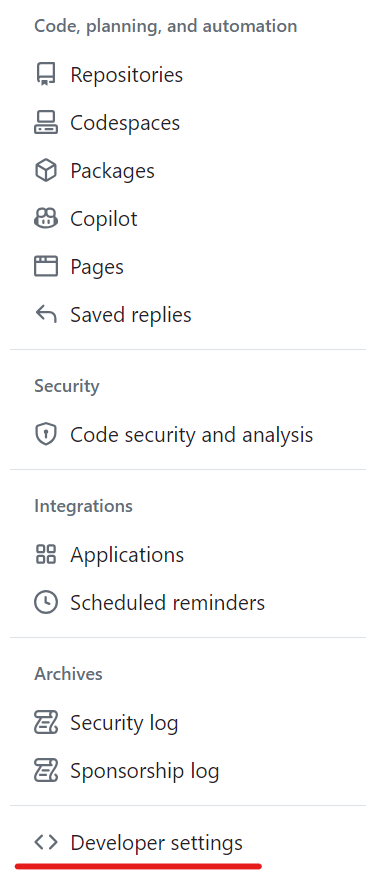 Code, planning, and automation
Repositories
Codespaces
Packages
Copilot
Pages
Saved replies
Security
Code security and analysis
Integrations
Applications
Scheduled reminders
Archives
Security log
Sponsorship log
Developer settings